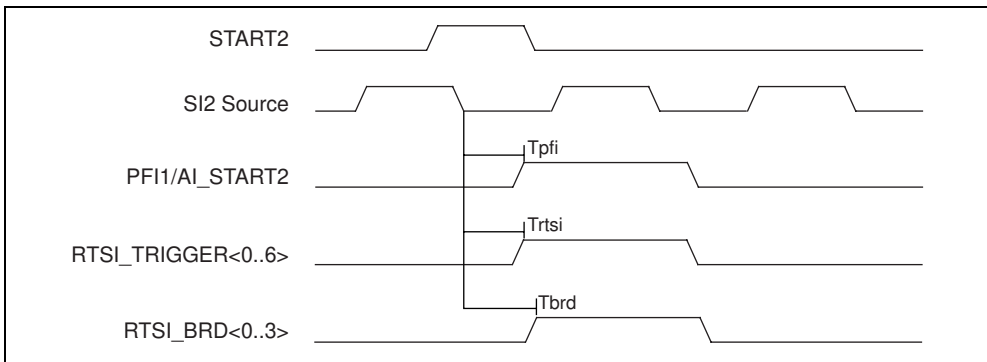 START2
SI2 Source
Tpfi
PFI1/AI_START2
Trtsi
RTSI_TRIGGER<0..6>
Tbrd
RTSI_BRD<0..3>